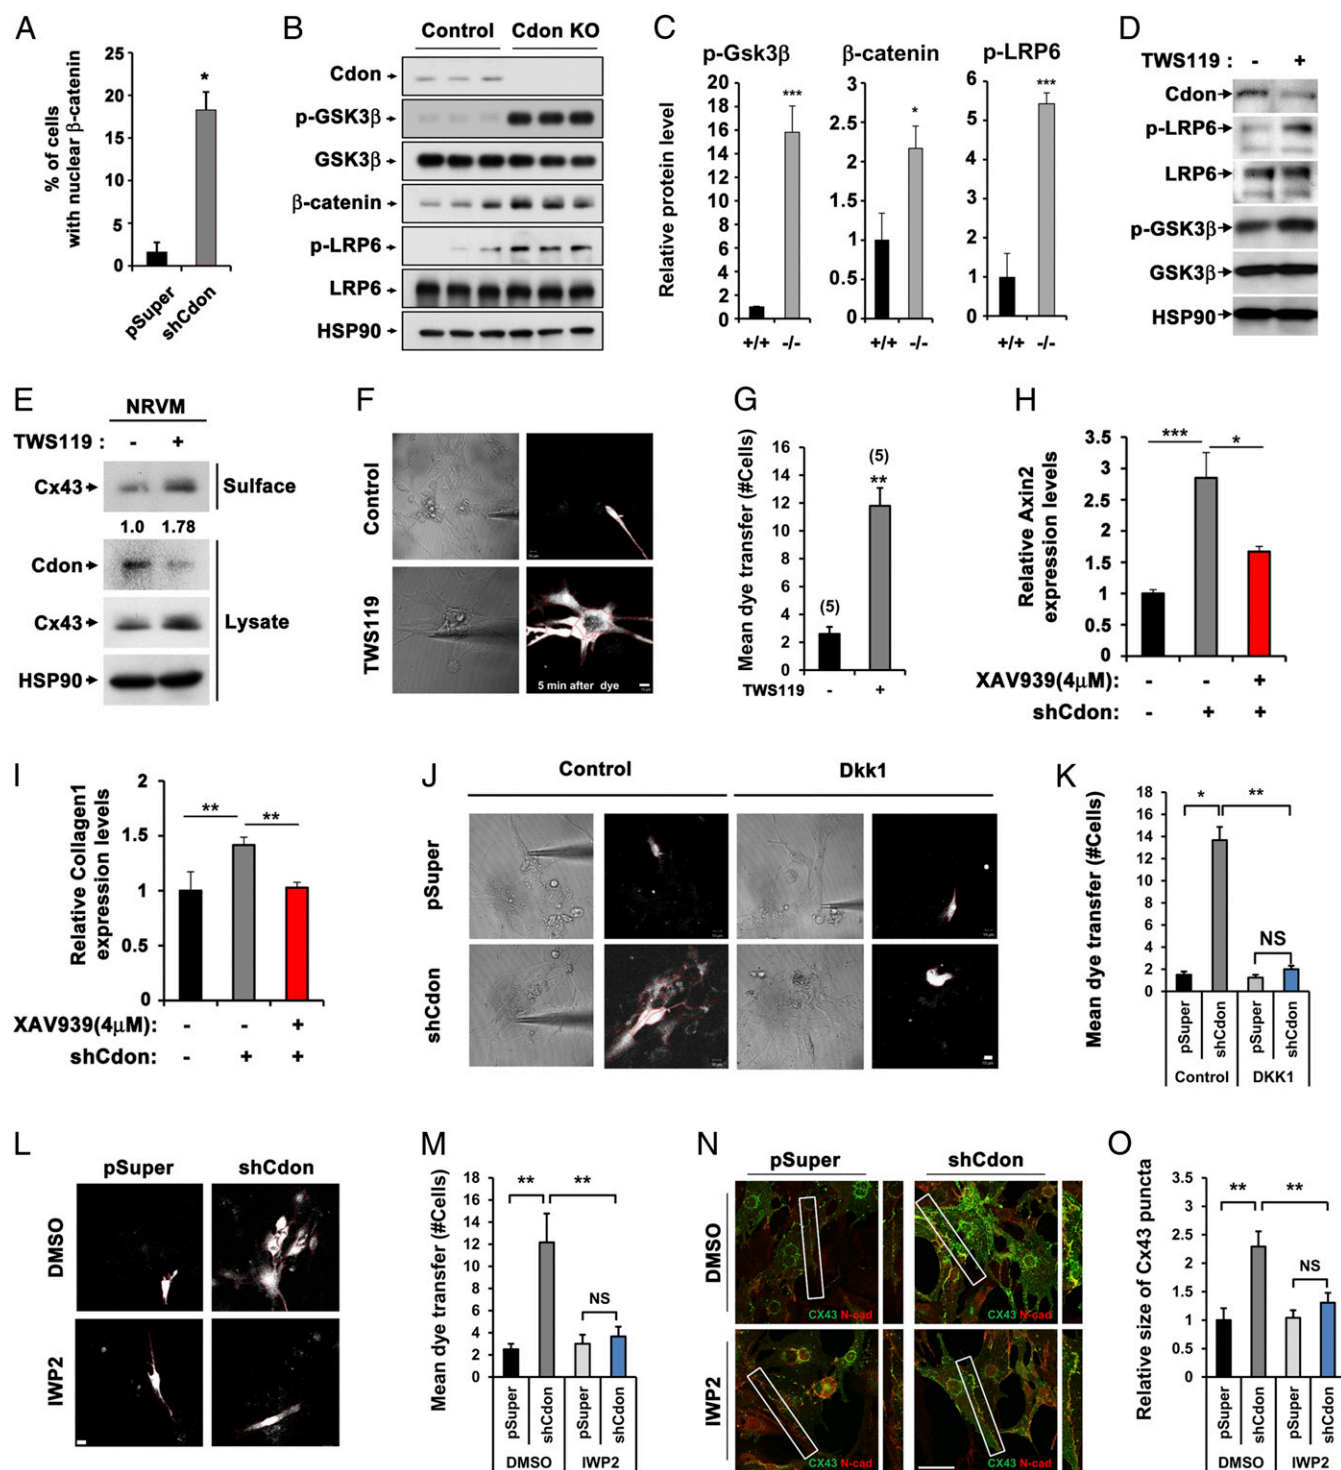 A
% of cells
with nuclear β-catenin
25
20
15
10
5
0
*
pSuper
shCdon
B
Control
Cdon KO
Cdon
p-GSK3β
GSK3β
β-catenin
p-LRP6
LRP6
HSP90
C
Relative protein level
p-Gsk3β
20
18
16
14
12
10
8
6
4
2
0
***
+/+
-/-
β-catenin
3
2.5
2
1.5
1
0.5
0
*
+/+
-/-
p-LRP6
6
5
4
3
2
1
0
***
+/+
-/-
D
TWS119 : - +
Cdon
p-LRP6
LRP6
p-GSK3β
GSK3β
HSP90
E
NRVM
TWS119 : - +
Cx43
Sulface
1.0 1.78
Cdon
Cx43
Lysate
HSP90
F
Control
TWS119
5 min after dye
G
Mean dye transfer (#Cells)
16
14
12
10
8
6
4
2
0
(5)
(5)
**
TWS119 - +
H
Relative Axin2
expression levels
3.5
3
2.5
2
1.5
1
0.5
0
***
*
XAV939(4μM): - - +
shCdon: - + +
I
Relative Collagen1
expression levels
2
1.5
1
0.5
0
**
**
XAV939(4μM): - - +
shCdon: - + +
J
Control
Dkk1
pSuper
shCdon
K
Mean dye transfer (#Cells)
18
16
14
12
10
8
6
4
2
0
*
**
NS
pSuper
shCdon
pSuper
shCdon
Control
DKK1
L
pSuper
shCdon
DMSO
IWP2
M
Mean dye transfer (#Cells)
18
16
14
12
10
8
6
4
2
0
**
**
NS
pSuper
shCdon
pSuper
shCdon
DMSO
IWP2
N
pSuper
shCdon
DMSO
CX43 N-cad
CX43 N-cad
IWP2
CX43 N-cad
CX43 N-cad
O
Relative size of Cx43 puncta
3.5
3
2.5
2
1.5
1
0.5
0
**
**
NS
pSuper
shCdon
pSuper
shCdon
DMSO
IWP2